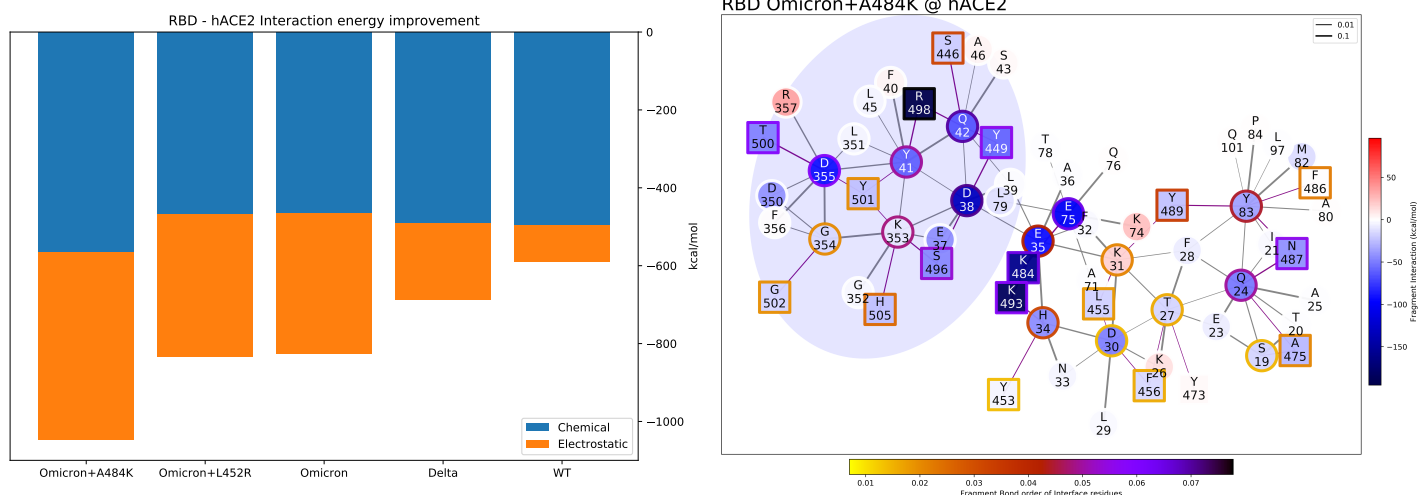 RBD - hACE2 Interaction energy improvement
0
−200
−400
−600
−800
−1000
kcal/mol
Chemical
Electrostatic
Omicron+A484K
Omicron+L452R
Omicron
Delta
WT
RBD Omicron+A484K @ hACE2
0.01
0.1
S 446
A 46
S 43
F 40
R 357
L 45
R 498
Q 42
T 500
L 351
Y 449
Y 41
D 355
D 350
Y 501
L 39
L 79
D 38
F 356
G 354
K 353
E 37
S 496
G 502
G 352
H 505
T 78
A 36
Q 76
E 75
F 32
K 74
E 35
K 484
K 493
K 31
A 71
L 455
H 34
D 30
N 33
Y 453
L 29
F 456
K 26
Y 473
T 27
F 28
Y 489
E 23
Q 24
Y 83
Q 101
P 84
L 97
M 82
F 486
A 80
I 21
N 487
A 25
T 20
S 19
A 475
50
0
−50
−100
−150
Fragment Interaction (kcal/mol)
0.01
0.02
0.03
0.04
0.05
0.06
0.07
Fragment Bond order of Interface residues